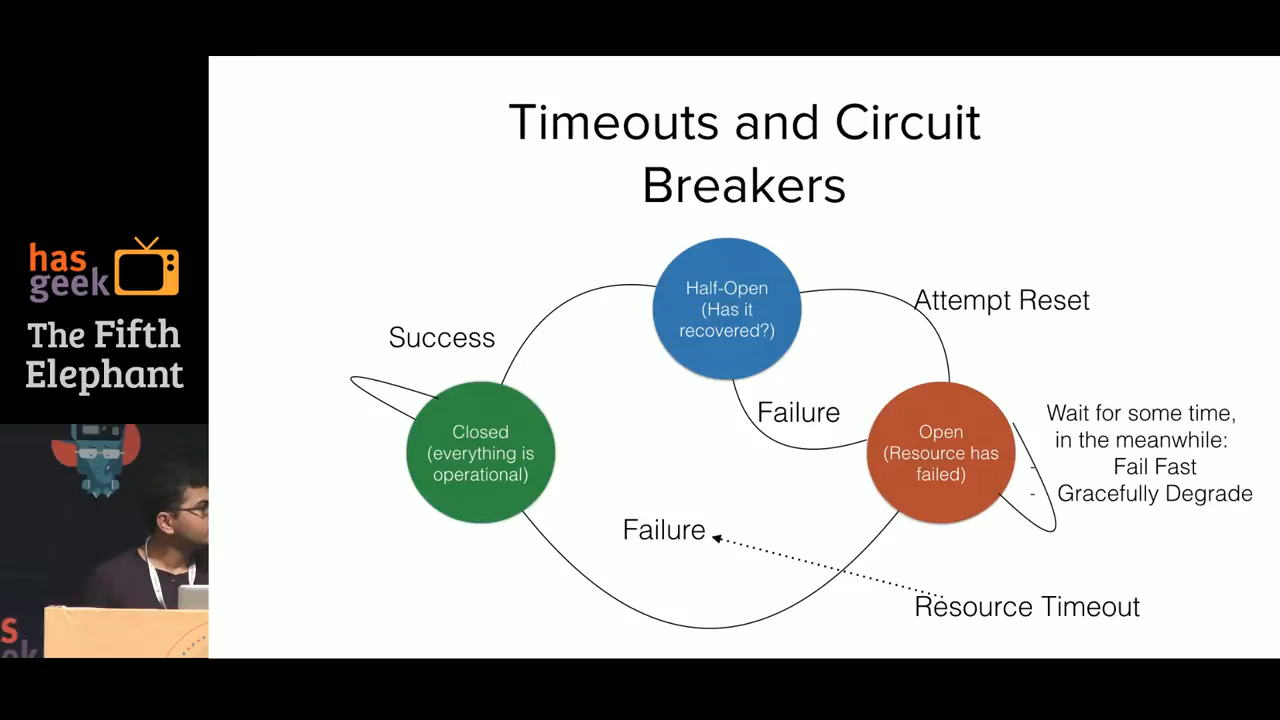 Timeouts and Circuit
Breakers
has
geek
The Fifth
Elephant
Half-Open
(Has it
recovered?)
Attempt Reset
Success
Failure
Closed
(everything is
operational)
Open
(Resource has
failed)
Wait for some time,
in the meanwhile:
- Fail Fast
- Gracefully Degrade
Failure
Resource Timeout
s
ek